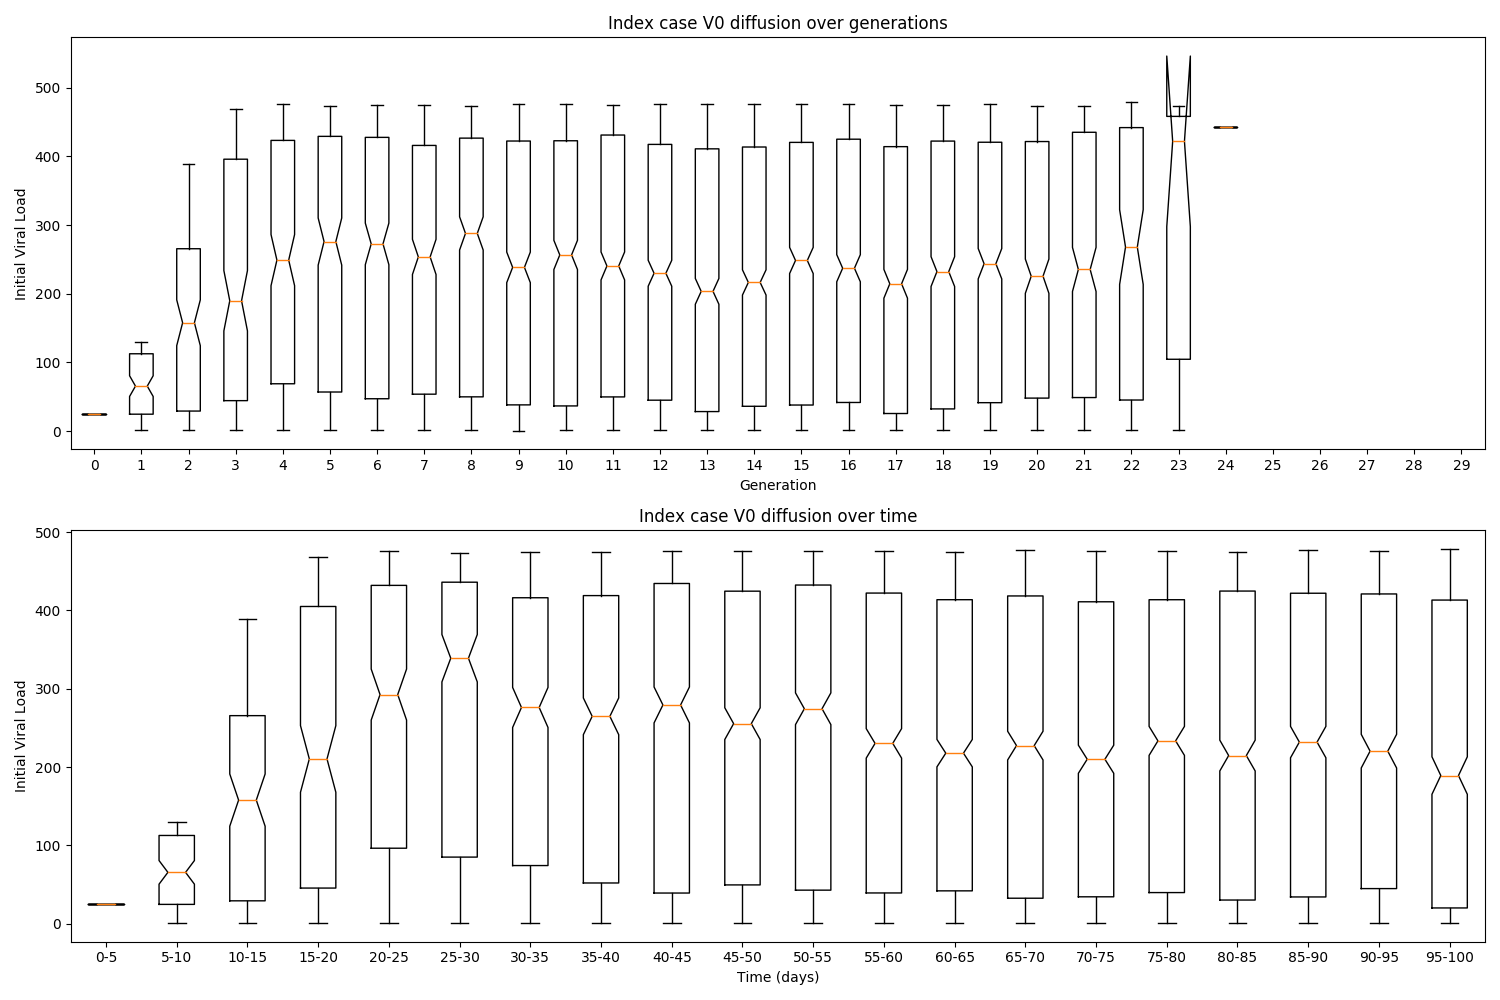 Index case V0 diffusion over generations
Initial Viral Load
500
400
300
200
100
0
0 1 2 3 4 5 6 7 8 9 10 11 12 13 14 15 16 17 18 19 20 21 22 23 24 25 26 27 28 29
Generation
Index case V0 diffusion over time
Initial Viral Load
500
400
300
200
100
0
0-5 5-10 10-15 15-20 20-25 25-30 30-35 35-40 40-45 45-50 50-55 55-60 60-65 65-70 70-75 75-80 80-85 85-90 90-95 95-100
Time (days)